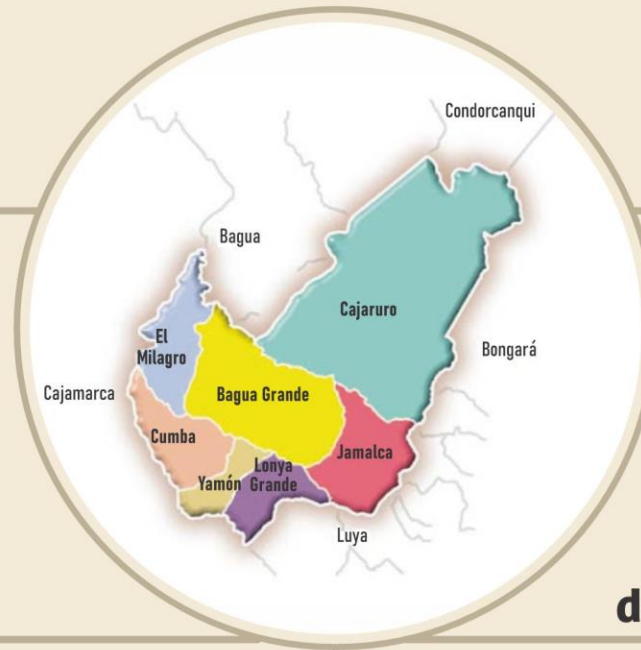 Condorcanqui
Bagua
Cajaruro
El
Milagro
Bongará
Cajamarca
Bagua Grande
Cumba
Jamalca
Lonya
Grande
Yamón
Luya
d